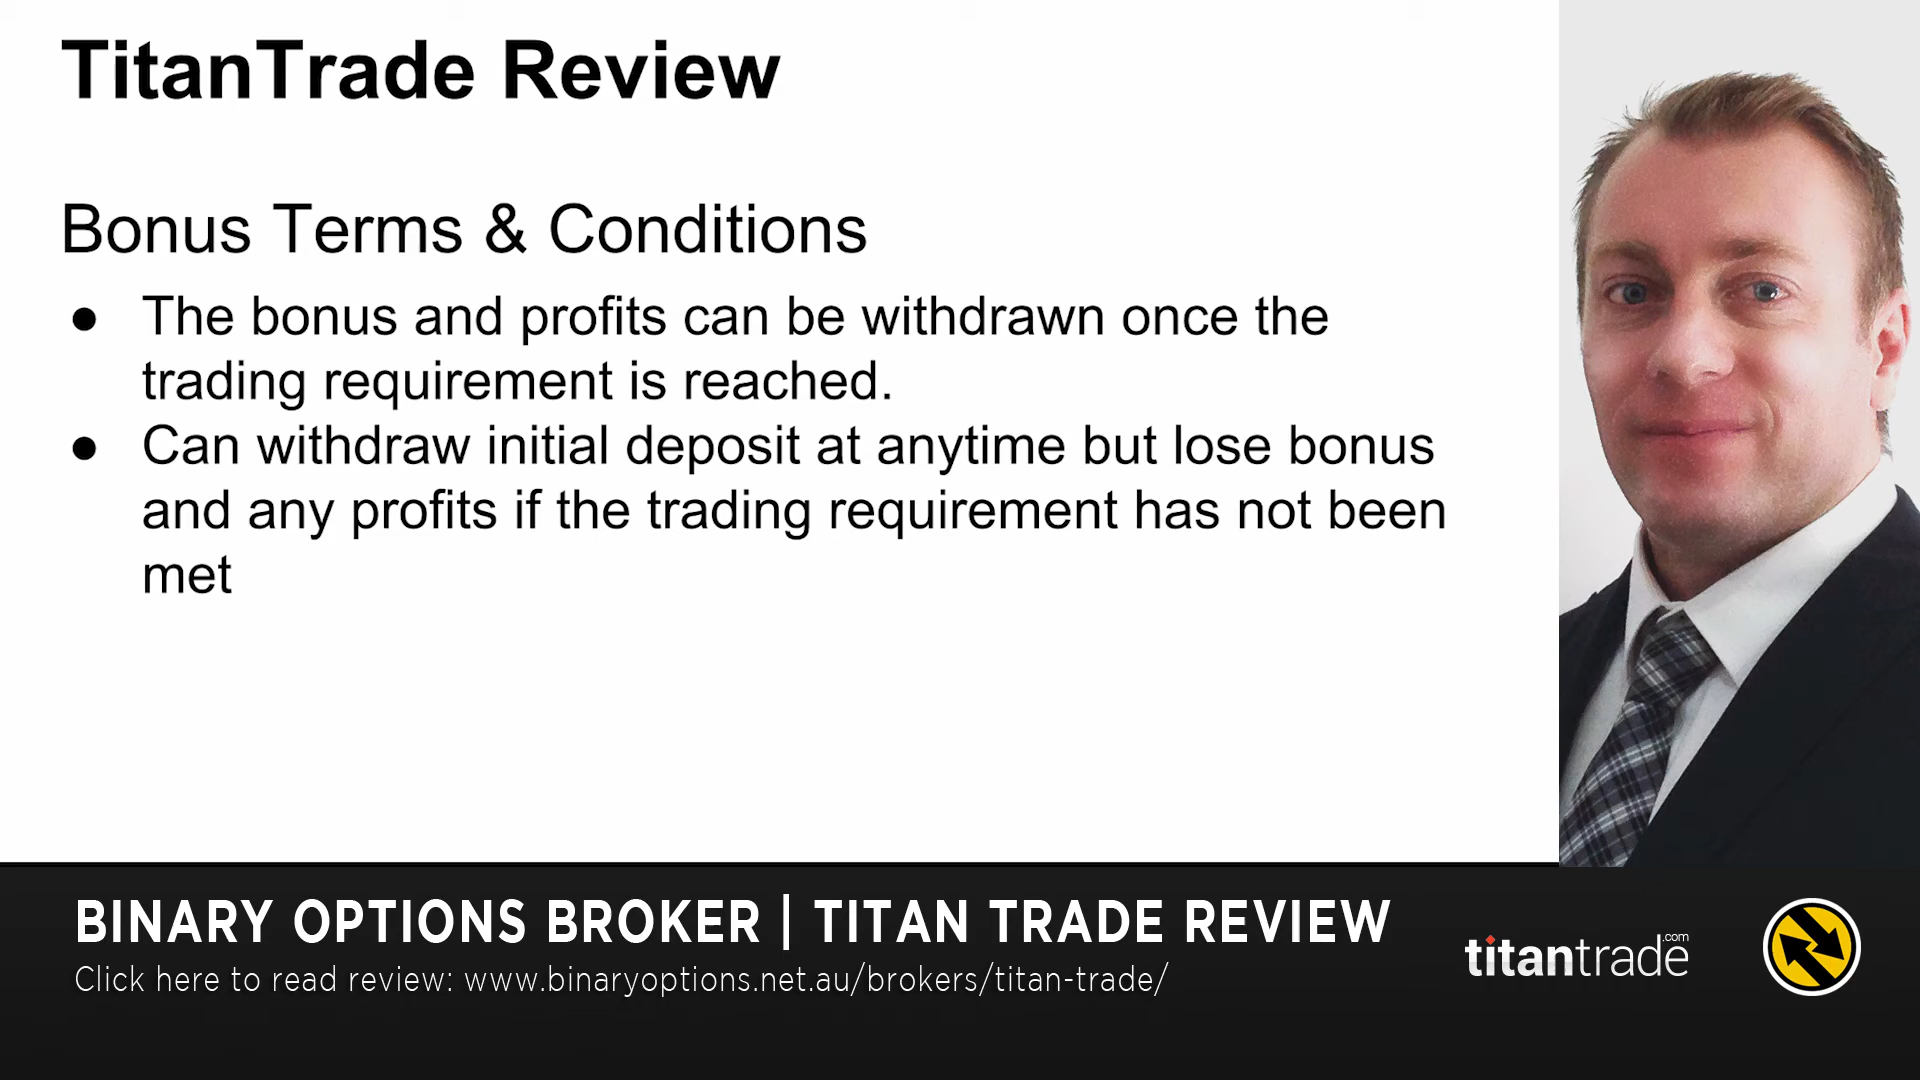 TitanTrade Review
Bonus Terms & Conditions
● The bonus and profits can be withdrawn once the
trading requirement is reached.
● Can withdraw initial deposit at anytime but lose bonus
and any profits if the trading requirement has not been
met
BINARY OPTIONS BROKER | TITAN TRADE REVIEW
Click here to read review: www.binaryoptions.net.au/brokers/titan-trade/
titantrade.com